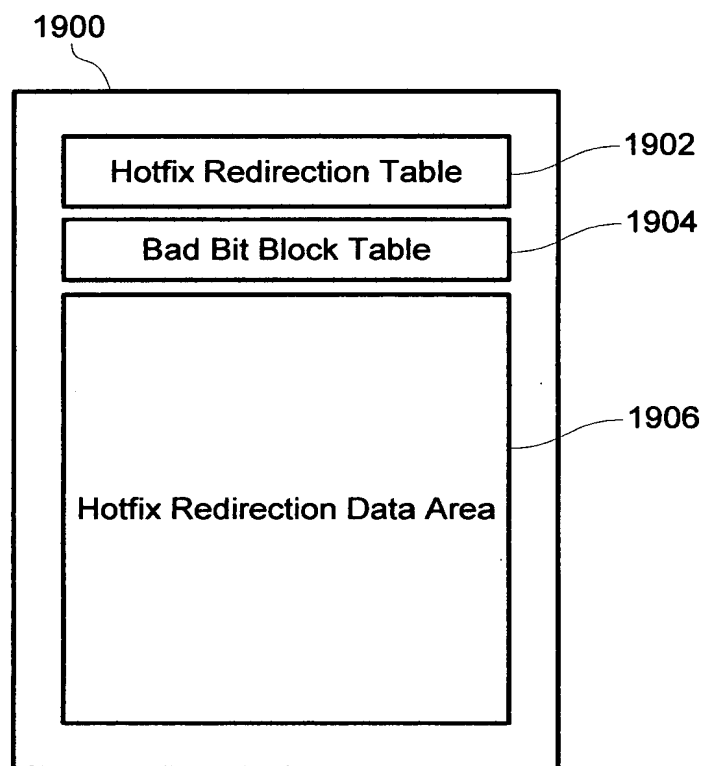 1900
Hotfix Redirection Table
1902
Bad Bit Block Table
1904
Hotfix Redirection Data Area
1906